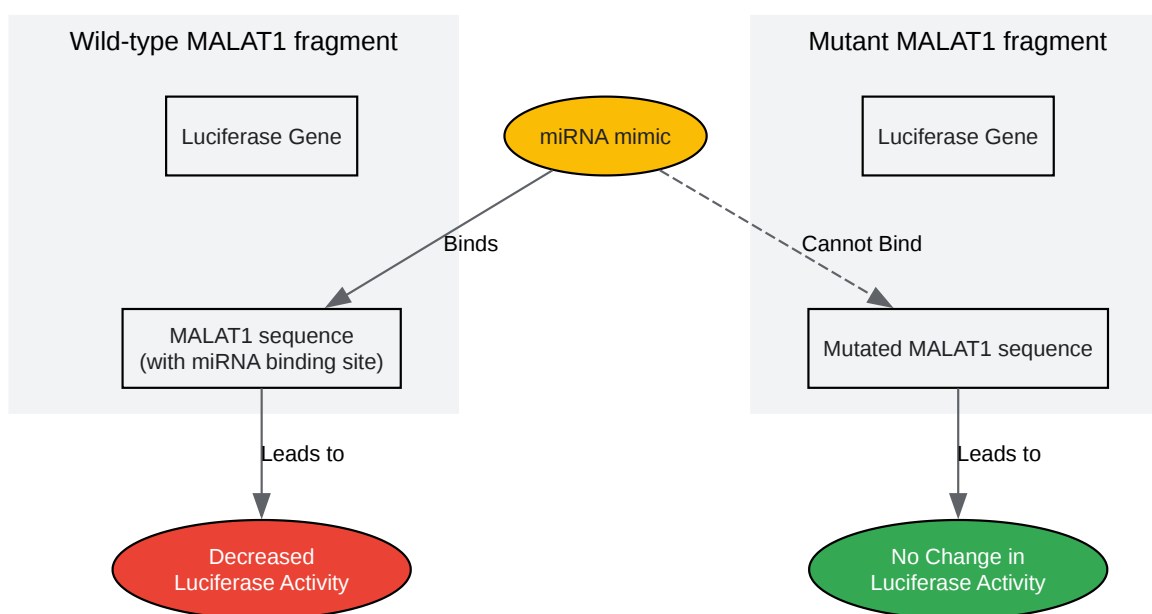 Wild-type MALAT1 fragment
Mutant MALAT1 fragment
Luciferase Gene
miRNA mimic
Luciferase Gene
Binds
Cannot Bind
MALAT1 sequence
(with miRNA binding site)
Mutated MALAT1 sequence
Leads to
Leads to
Decreased
Luciferase Activity
No Change in
Luciferase Activity